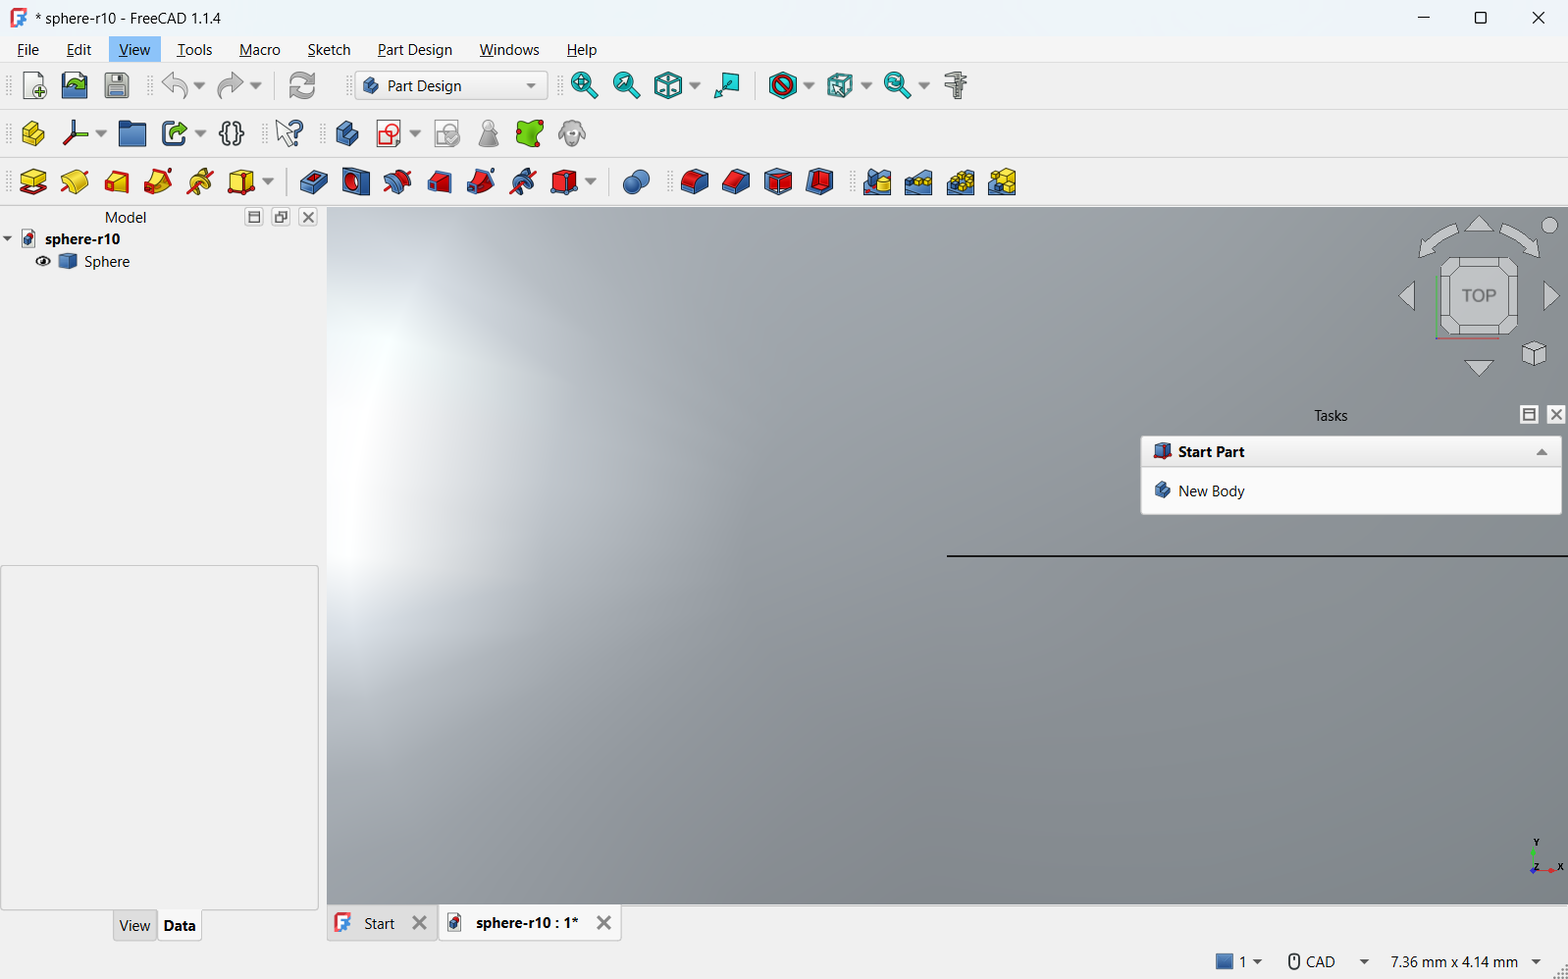 * sphere-r10 - FreeCAD 1.1.4
File Edit View Tools Macro Sketch Part Design Windows Help
Part Design
Model
sphere-r10
Sphere
TOP
Tasks
Start Part
New Body
Y
Z X
View Data
Start sphere-r10 : 1*
1 CAD 7.36 mm x 4.14 mm